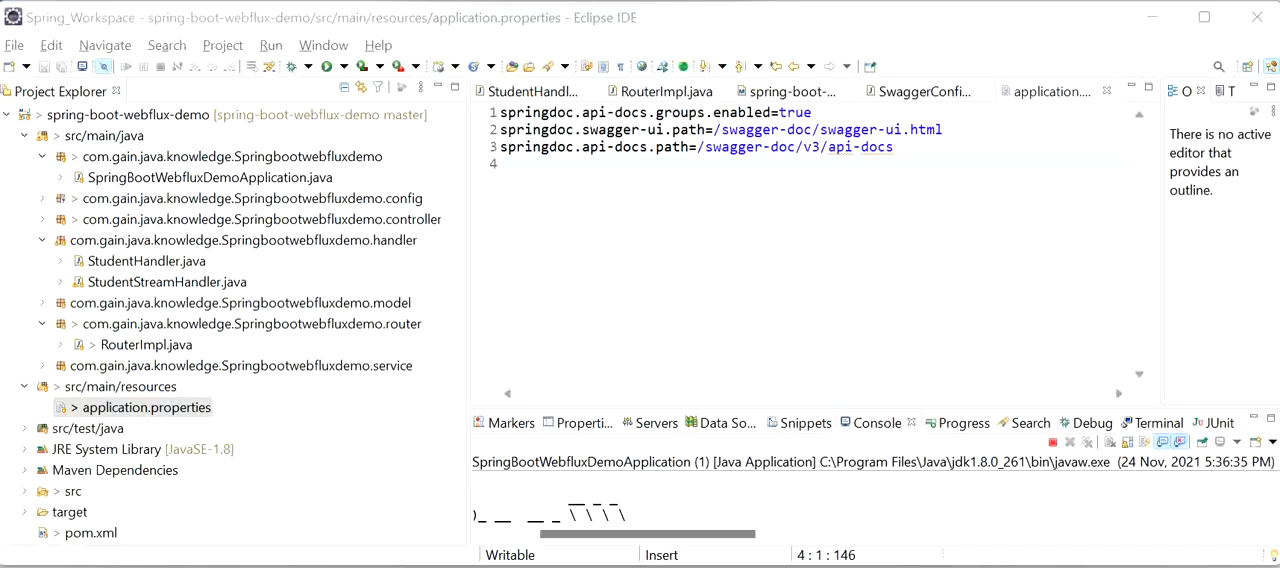 Spring_Workspace - spring-boot-webflux-demo/src/main/resources/application.properties - Eclipse IDE
File Edit Navigate Search Project Run Window Help
Project Explorer
StudentHandl... RouterImpl.java spring-boot-... SwaggerConfi... application....
O T
spring-boot-webflux-demo [spring-boot-webflux-demo master]
src/main/java
com.gain.java.knowledge.Springbootwebfluxdemo
SpringBootWebfluxDemoApplication.java
com.gain.java.knowledge.Springbootwebfluxdemo.config
com.gain.java.knowledge.Springbootwebfluxdemo.controller
com.gain.java.knowledge.Springbootwebfluxdemo.handler
StudentHandler.java
StudentStreamHandler.java
com.gain.java.knowledge.Springbootwebfluxdemo.model
com.gain.java.knowledge.Springbootwebfluxdemo.router
RouterImpl.java
com.gain.java.knowledge.Springbootwebfluxdemo.service
src/main/resources
application.properties
src/test/java
JRE System Library [JavaSE-1.8]
Maven Dependencies
src
target
pom.xml
1 springdoc.api-docs.groups.enabled=true
2 springdoc.swagger-ui.path=/swagger-doc/swagger-ui.html
3 springdoc.api-docs.path=/swagger-doc/v3/api-docs
4
There is no active
editor that
provides an
outline.
Markers Properti... Servers Data So... Snippets Console Progress Search Debug Terminal JUnit
SpringBootWebfluxDemoApplication (1) [Java Application] C:\Program Files\Java\jdk1.8.0_261\bin\javaw.exe (24 Nov, 2021 5:36:35 PM)
__ _ _
)_ __ __ _ \ \ \ \
Writable Insert 4 : 1 : 146